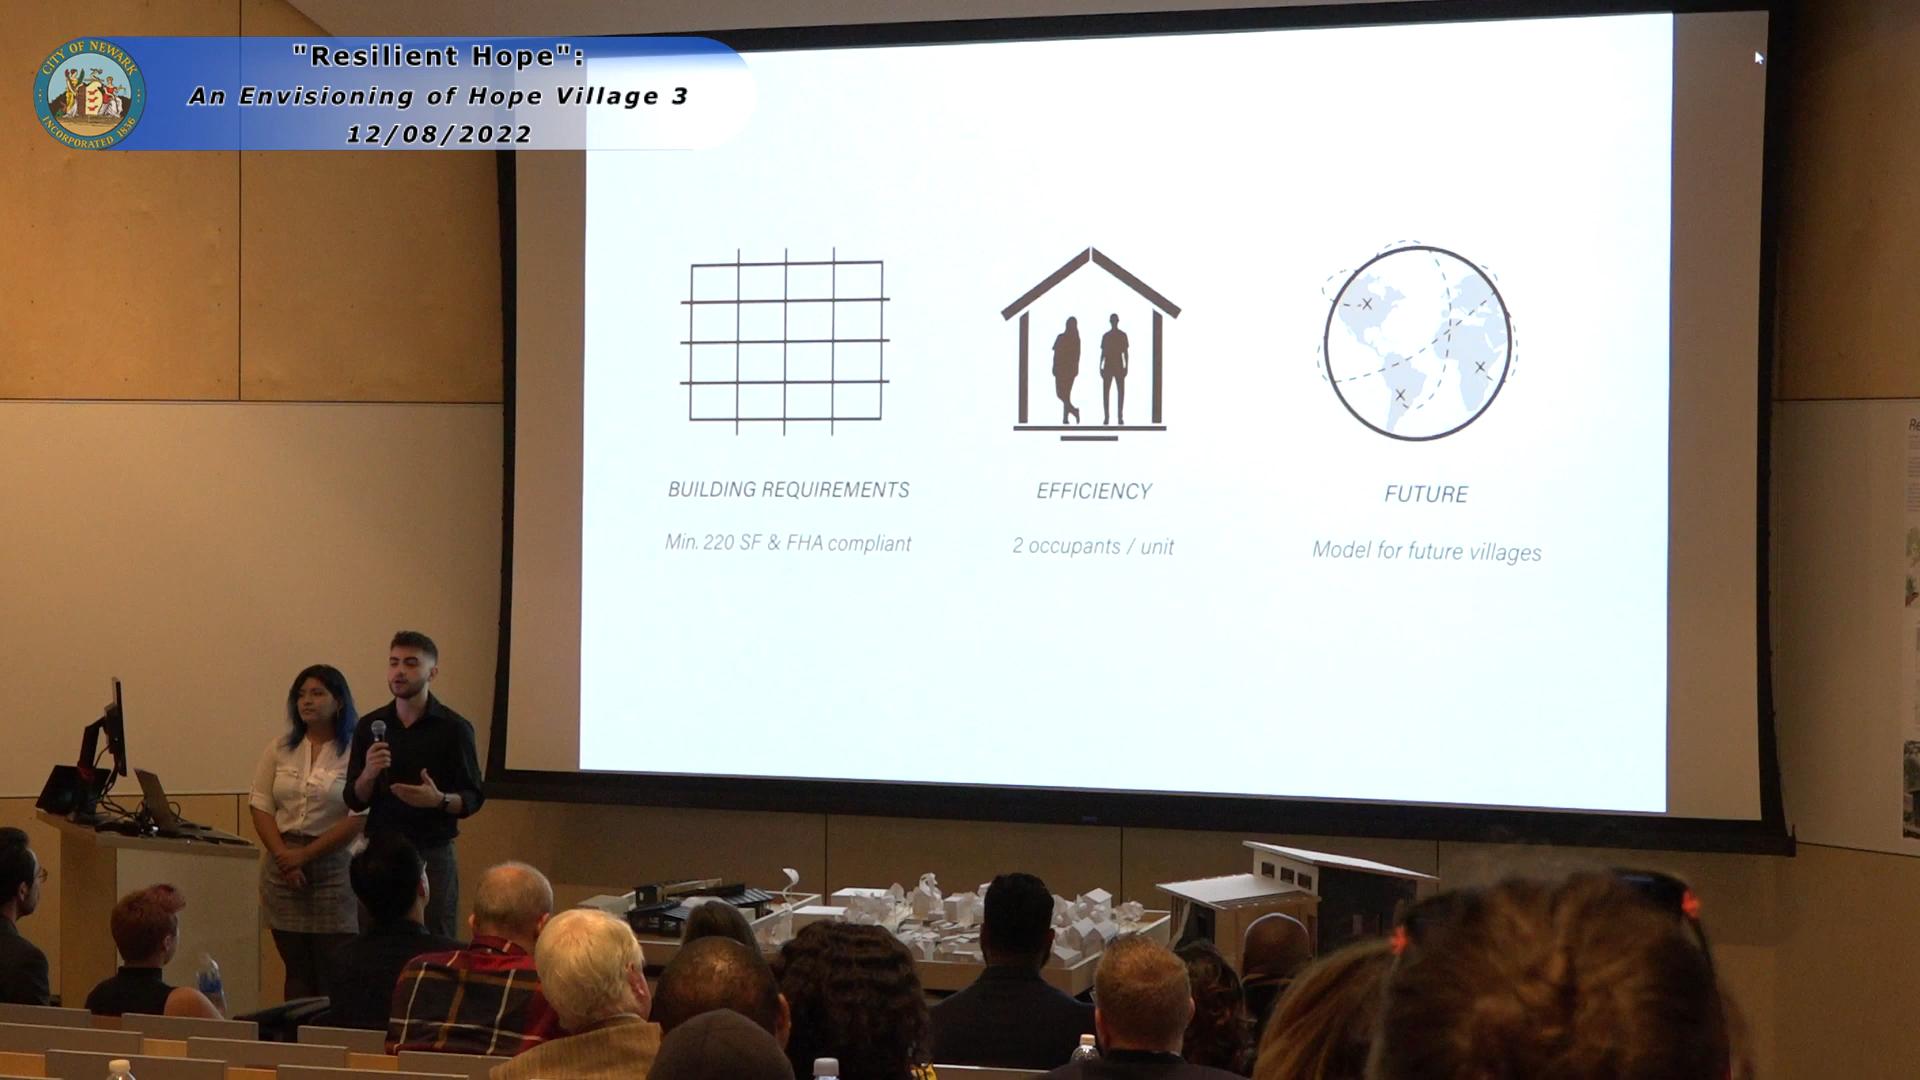 CITY OF NEWARK
INCORPORATED 1836
"Resilient Hope":
An Envisioning of Hope Village 3
12/08/2022
BUILDING REQUIREMENTS
Min. 220 SF & FHA compliant
EFFICIENCY
2 occupants / unit
FUTURE
Model for future villages